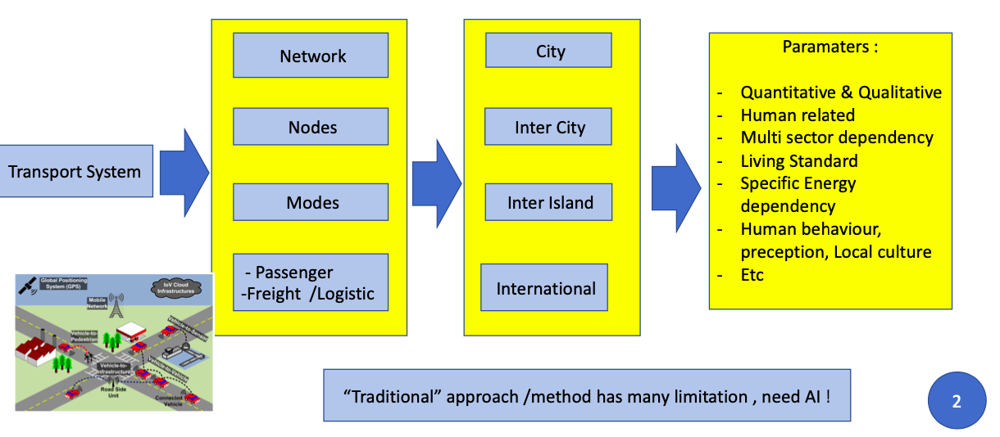 Transport System
Network
Nodes
Modes
- Passenger
-Freight /Logistic
City
Inter City
Inter Island
International
Paramaters :
- Quantitative & Qualitative
- Human related
- Multi sector dependency
- Living Standard
- Specific Energy
dependency
- Human behaviour,
preception, Local culture
- Etc
Global Positioning
System (GPS)
IoV Cloud
Infrastructures
Mobile
Network
Vehicle-to-
Pedestrian
Vehicle-to-Sensor
Vehicle-to-
Infrastructure
Vehicle-to-Vehicle
Road Side
Unit
Connected
Vehicle
“Traditional” approach /method has many limitation , need AI !
2